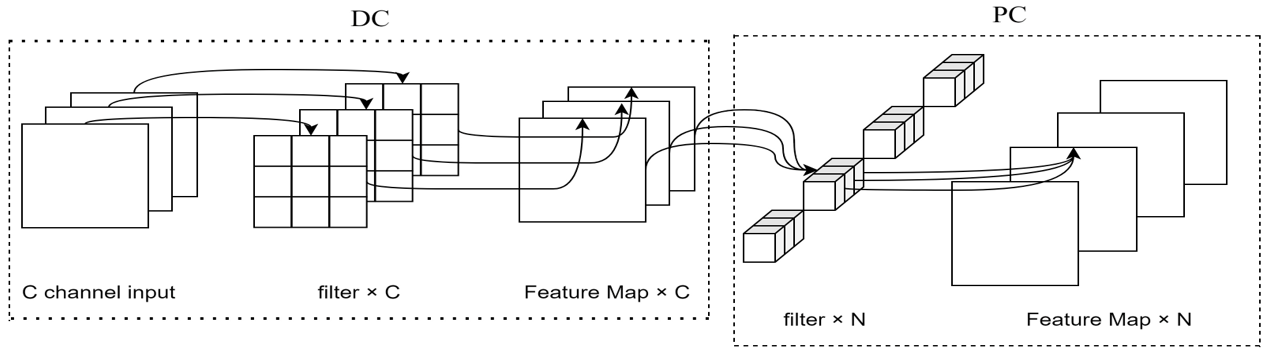 DC
PC
C channel input
filter × C
Feature Map × C
filter × N
Feature Map × N